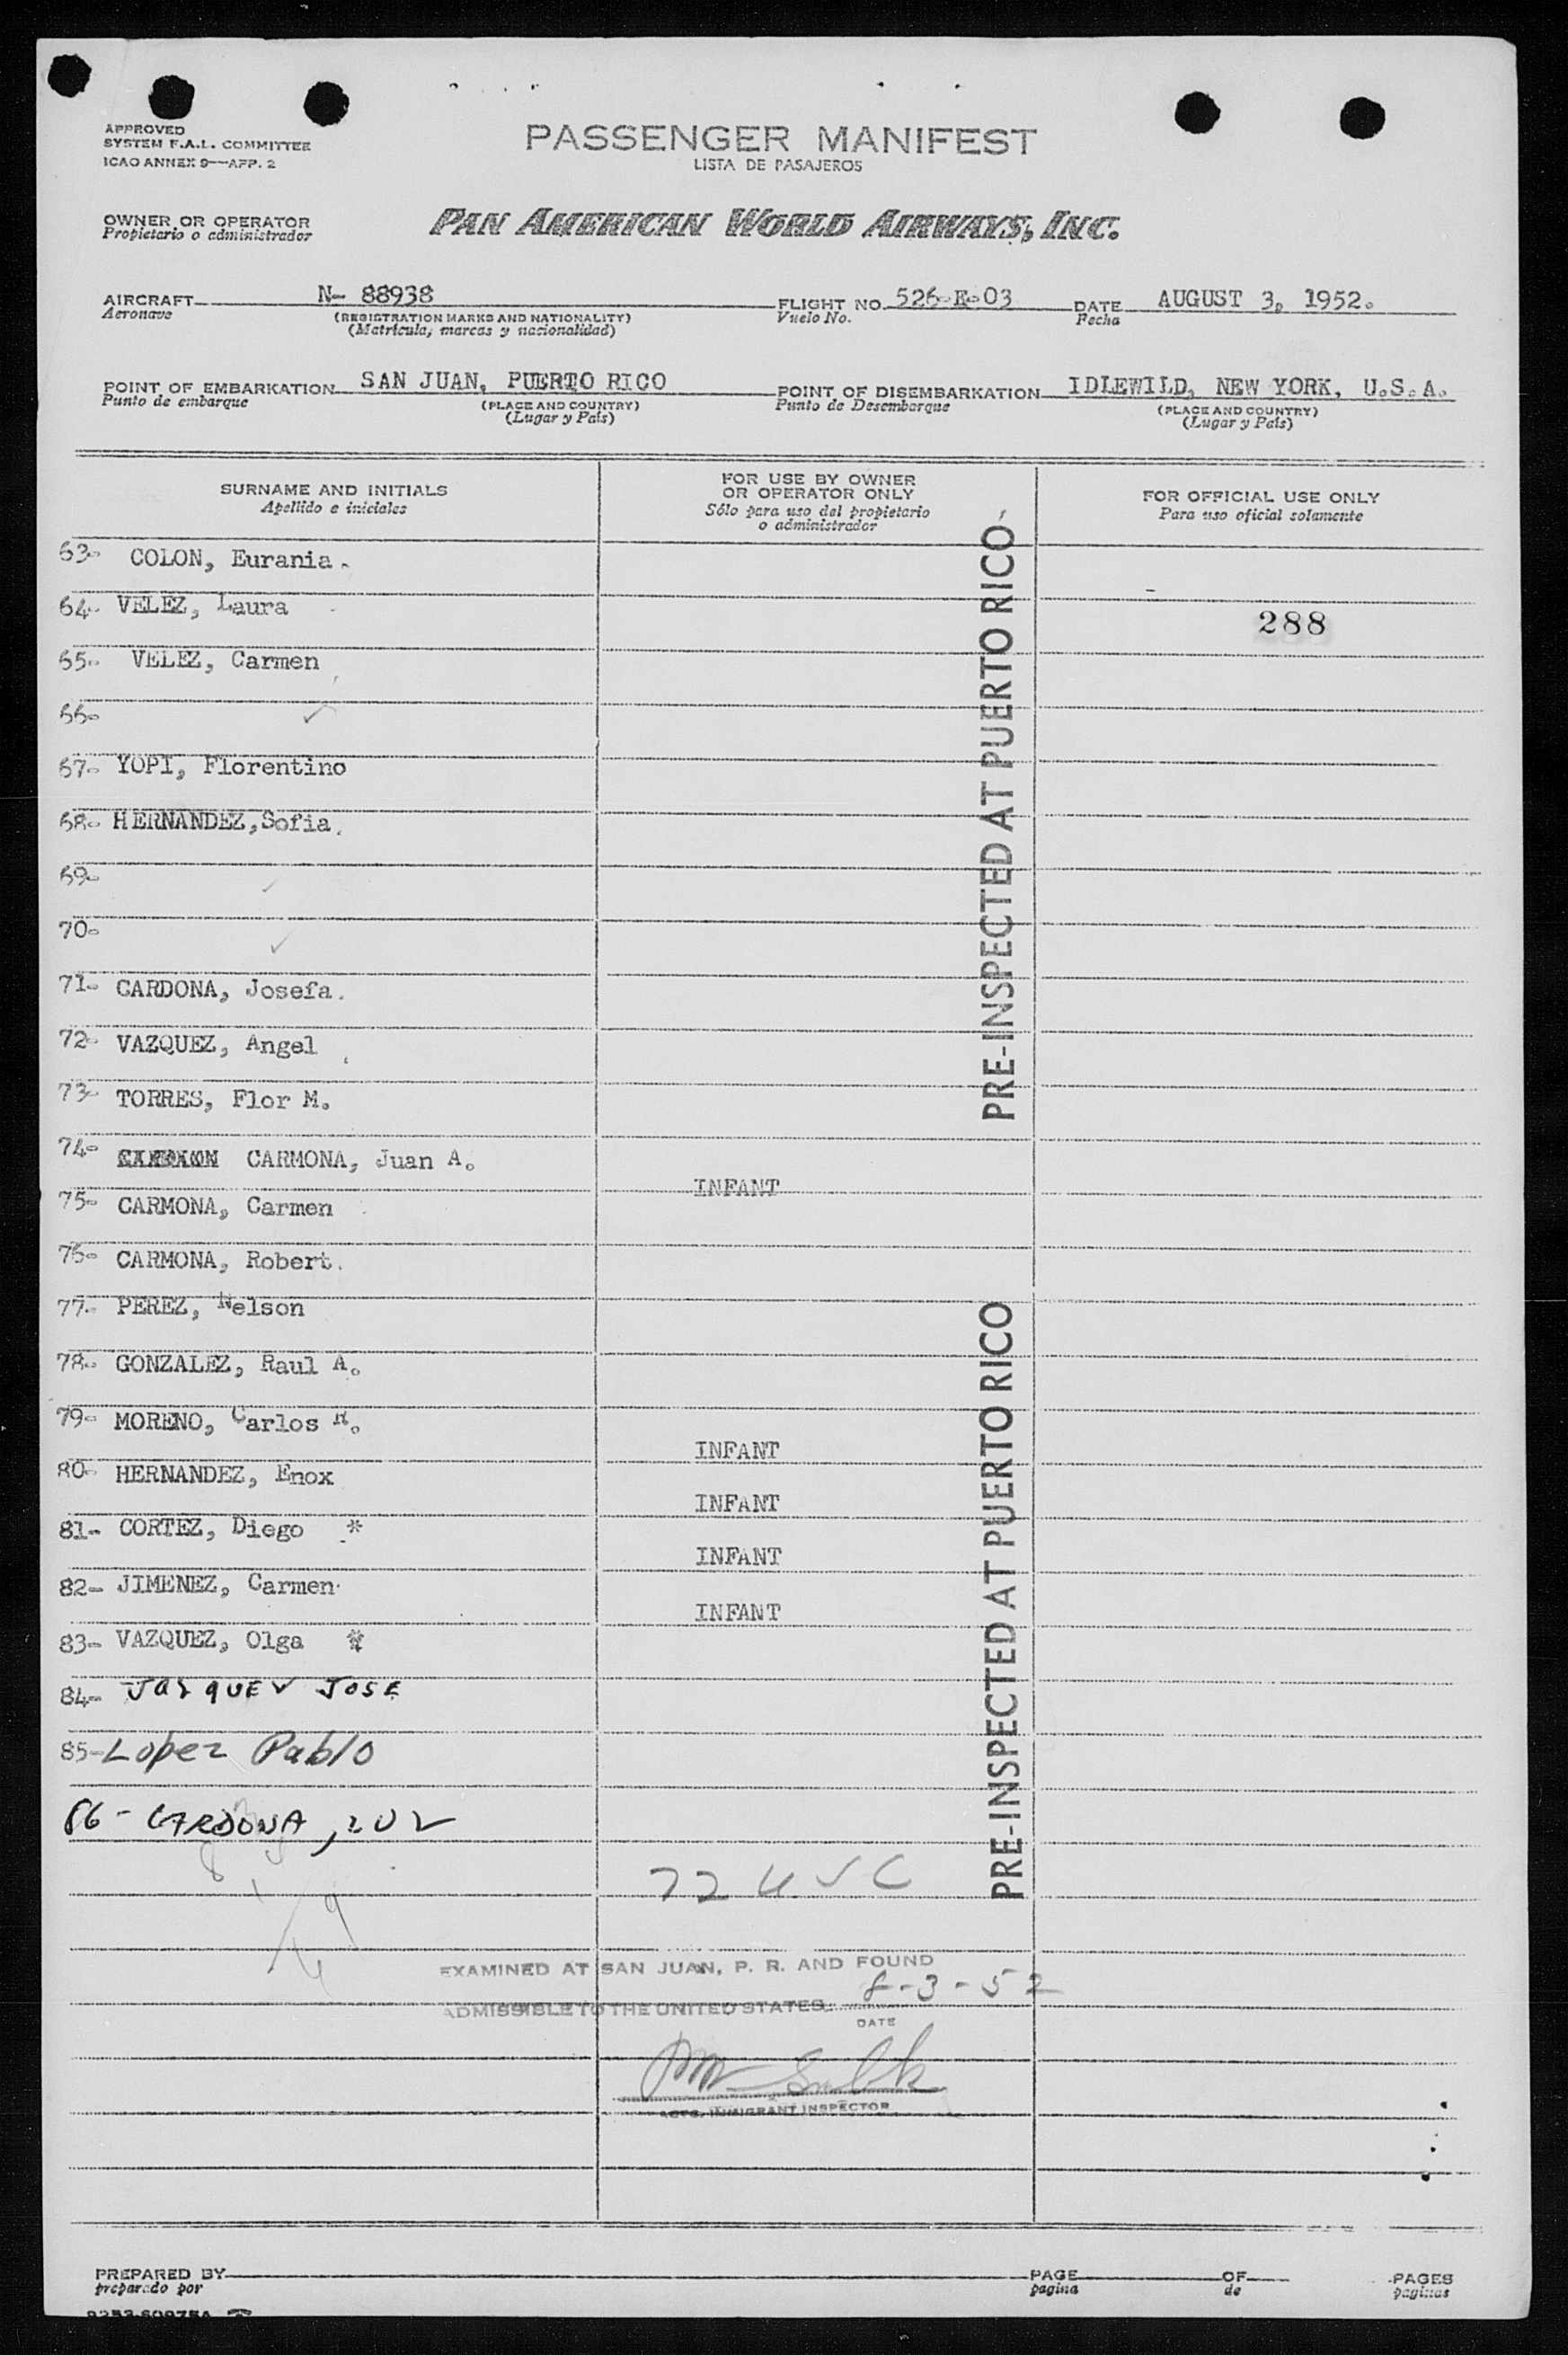 APPROVED
SYSTEM F.A.L. COMMITTEE
ICAO ANNEX 9—APP. 2
PASSENGER MANIFEST
LISTA DE PASAJEROS
OWNER OR OPERATOR
Propietario o administrador
PAN AMERICAN WORLD AIRWAYS, INC.
AIRCRAFT N- 88938 FLIGHT NO. 526-E-03 DATE AUGUST 3, 1952.
Aeronave (REGISTRATION MARKS AND NATIONALITY) Vuelo No. Fecha
(Matrícula, marcas y nacionalidad)
POINT OF EMBARKATION SAN JUAN, PUERTO RICO POINT OF DISEMBARKATION IDLEWILD, NEW YORK, U.S.A.
Punto de embarque (PLACE AND COUNTRY) Punto de Desembarque (PLACE AND COUNTRY)
(Lugar y País) (Lugar y País)
SURNAME AND INITIALS FOR USE BY OWNER OR OPERATOR ONLY FOR OFFICIAL USE ONLY
Apellido e iniciales Sólo para uso del propietario o administrador Para uso oficial solamente
63- COLON, Eurania.
64- VELEZ, Laura
288
65- VELEZ, Carmen
66-
67- YOPI, Florentino
68- HERNANDEZ,Sofia.
69-
70-
71- CARDONA, Josefa.
72- VAZQUEZ, Angel
73- TORRES, Flor M.
74- CARMONA, Juan A.
INFANT
75- CARMONA, Carmen
76- CARMONA, Robert.
77- PEREZ, Nelson
78- GONZALEZ, Raul A.
79- MORENO, Carlos R.
INFANT
80- HERNANDEZ, Enox
INFANT
81- CORTEZ, Diego *
INFANT
82- JIMENEZ, Carmen
INFANT
83- VAZQUEZ, Olga *
84- JOSE
85- Lopez Pablo
86- CARDONA, LUZ
72 USC
PRE-INSPECTED AT PUERTO RICO
PRE-INSPECTED AT PUERTO RICO
EXAMINED AT SAN JUAN, P. R. AND FOUND
ADMISSIBLE TO THE UNITED STATES 8-3-52
DATE
IMMIGRANT INSPECTOR
PREPARED BY PAGE OF PAGES
preparado por pagina de paginas